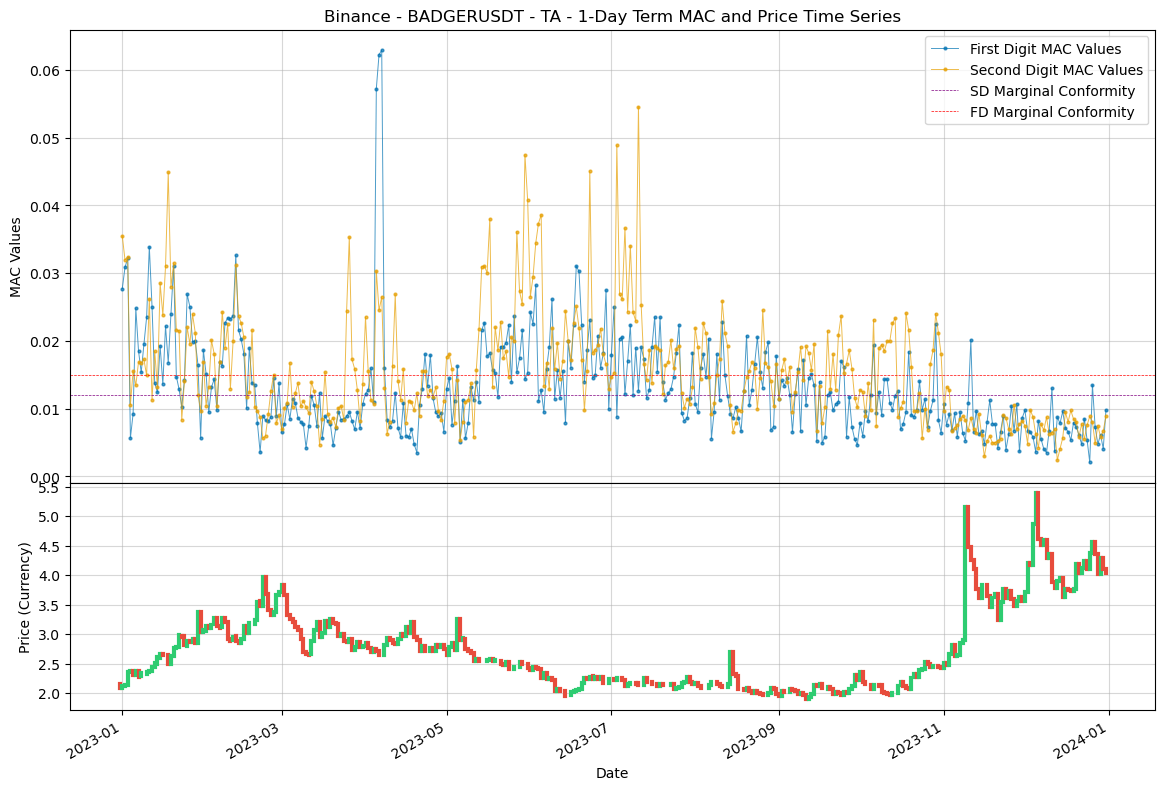 Binance - BADGERUSDT - TA - 1-Day Term MAC and Price Time Series
First Digit MAC Values
Second Digit MAC Values
SD Marginal Conformity
FD Marginal Conformity
MAC Values
0.06
0.05
0.04
0.03
0.02
0.01
0.00
Price (Currency)
5.5
5.0
4.5
4.0
3.5
3.0
2.5
2.0
2023-01
2023-03
2023-05
2023-07
2023-09
2023-11
2024-01
Date